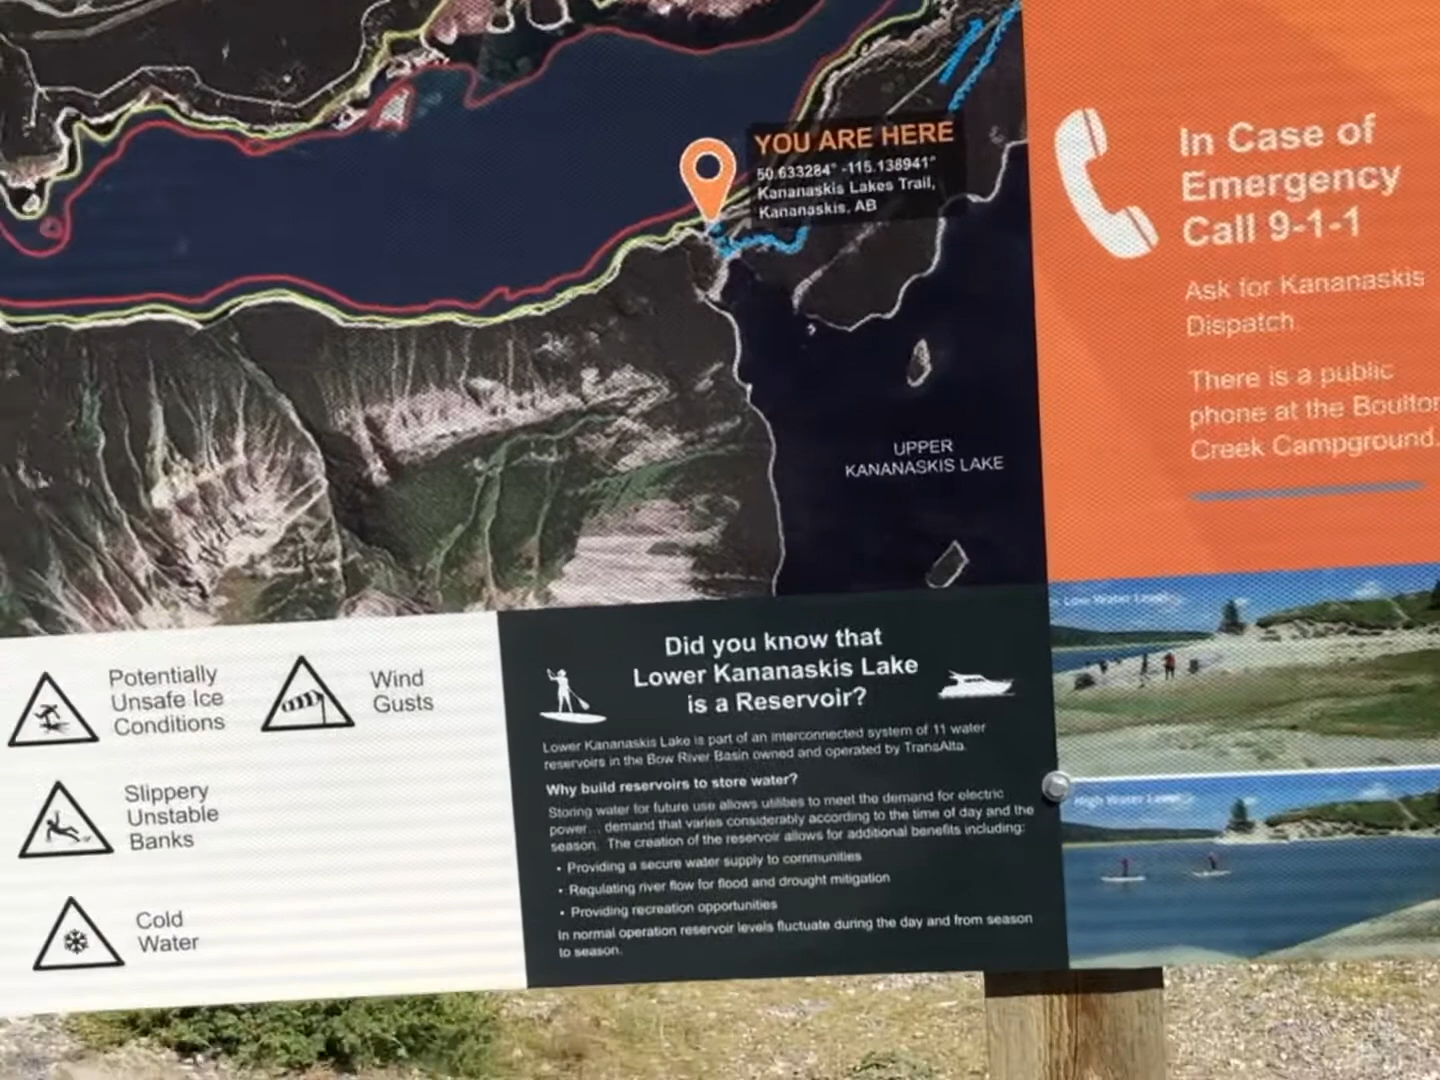 YOU ARE HERE
50.633284° -115.138941°
Kananaskis Lakes Trail,
Kananaskis, AB
In Case of
Emergency
Call 9-1-1
Ask for Kananaskis
Dispatch.
There is a public
phone at the Boulton
Creek Campground.
UPPER
KANANASKIS LAKE
Low Water Level
High Water Level
Potentially
Unsafe Ice
Conditions
Wind
Gusts
Slippery
Unstable
Banks
Cold
Water
Did you know that
Lower Kananaskis Lake
is a Reservoir?
Lower Kananaskis Lake is part of an interconnected system of 11 water
reservoirs in the Bow River Basin owned and operated by TransAlta.
Why build reservoirs to store water?
Storing water for future use allows utilities to meet the demand for electric
power... demand that varies considerably according to the time of day and the
season. The creation of the reservoir allows for additional benefits including:
• Providing a secure water supply to communities
• Regulating river flow for flood and drought mitigation
• Providing recreation opportunities
In normal operation reservoir levels fluctuate during the day and from season
to season.